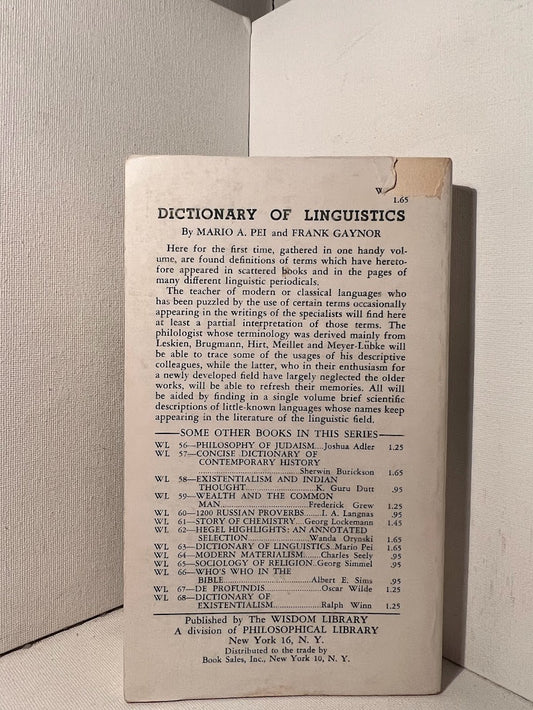 W
1.65
DICTIONARY OF LINGUISTICS
By MARIO A. PEI and FRANK GAYNOR
Here for the first time, gathered in one handy vol-
ume, are found definitions of terms which have hereto-
fore appeared in scattered books and in the pages of
many different linguistic periodicals.
The teacher of modern or classical languages who
has been puzzled by the use of certain terms occasionally
appearing in the writings of the specialists will find here
at least a partial interpretation of those terms. The
philologist whose terminology was derived mainly from
Leskien, Brugmann, Hirt, Meillet and Meyer-Lübke will
be able to trace some of the usages of his descriptive
colleagues, while the latter, who in their enthusiasm for
a newly developed field have largely neglected the older
works, will be able to refresh their memories. All will
be aided by finding in a single volume brief scientific
descriptions of little-known languages whose names keep
appearing in the literature of the linguistic field.
SOME OTHER BOOKS IN THIS SERIES
WL 56—PHILOSOPHY OF JUDAISM....Joshua Adler 1.25
WL 57—CONCISE DICTIONARY OF
CONTEMPORARY HISTORY
Sherwin Burickson 1.65
WL 58—EXISTENTIALISM AND INDIAN
THOUGHT....K. Guru Dutt .95
WL 59—WEALTH AND THE COMMON
MAN....Frederick Grew 1.25
WL 60—1200 RUSSIAN PROVERBS....I. A. Langnas .95
WL 61—STORY OF CHEMISTRY....Georg Lockemann 1.45
WL 62—HEGEL HIGHLIGHTS: AN ANNOTATED
SELECTION....Wanda Orynski 1.25
WL 63—DICTIONARY OF LINGUISTICS..Mario Pei 1.65
WL 64—MODERN MATERIALISM....Charles Seely .95
WL 65—SOCIOLOGY OF RELIGION..Georg Simmel .95
WL 66—WHO'S WHO IN THE
BIBLE....Albert E. Sims .95
WL 67—DE PROFUNDIS....Oscar Wilde 1.25
WL 68—DICTIONARY OF
EXISTENTIALISM....Ralph Winn 1.25
Published by The WISDOM LIBRARY
A division of PHILOSOPHICAL LIBRARY
New York 16, N. Y.
Distributed to the trade by
Book Sales, Inc., New York 10, N. Y.